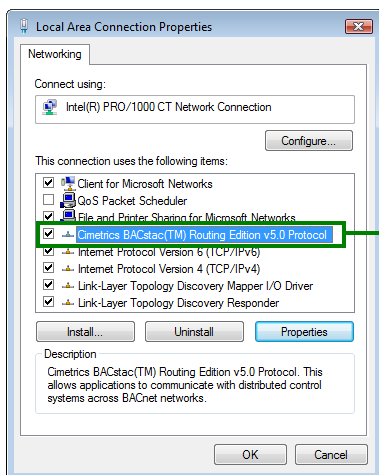 Local Area Connection Properties
Networking
Connect using:
Intel(R) PRO/1000 CT Network Connection
Configure...
This connection uses the following items:
Client for Microsoft Networks
QoS Packet Scheduler
File and Printer Sharing for Microsoft Networks
Cimetrics BACstac(TM) Routing Edition v5.0 Protocol
Internet Protocol Version 6 (TCP/IPv6)
Internet Protocol Version 4 (TCP/IPv4)
Link-Layer Topology Discovery Mapper I/O Driver
Link-Layer Topology Discovery Responder
Install... Uninstall Properties
Description
Cimetrics BACstac(TM) Routing Edition v5.0 Protocol. This
allows applications to communicate with distributed control
systems across BACnet networks.
OK Cancel